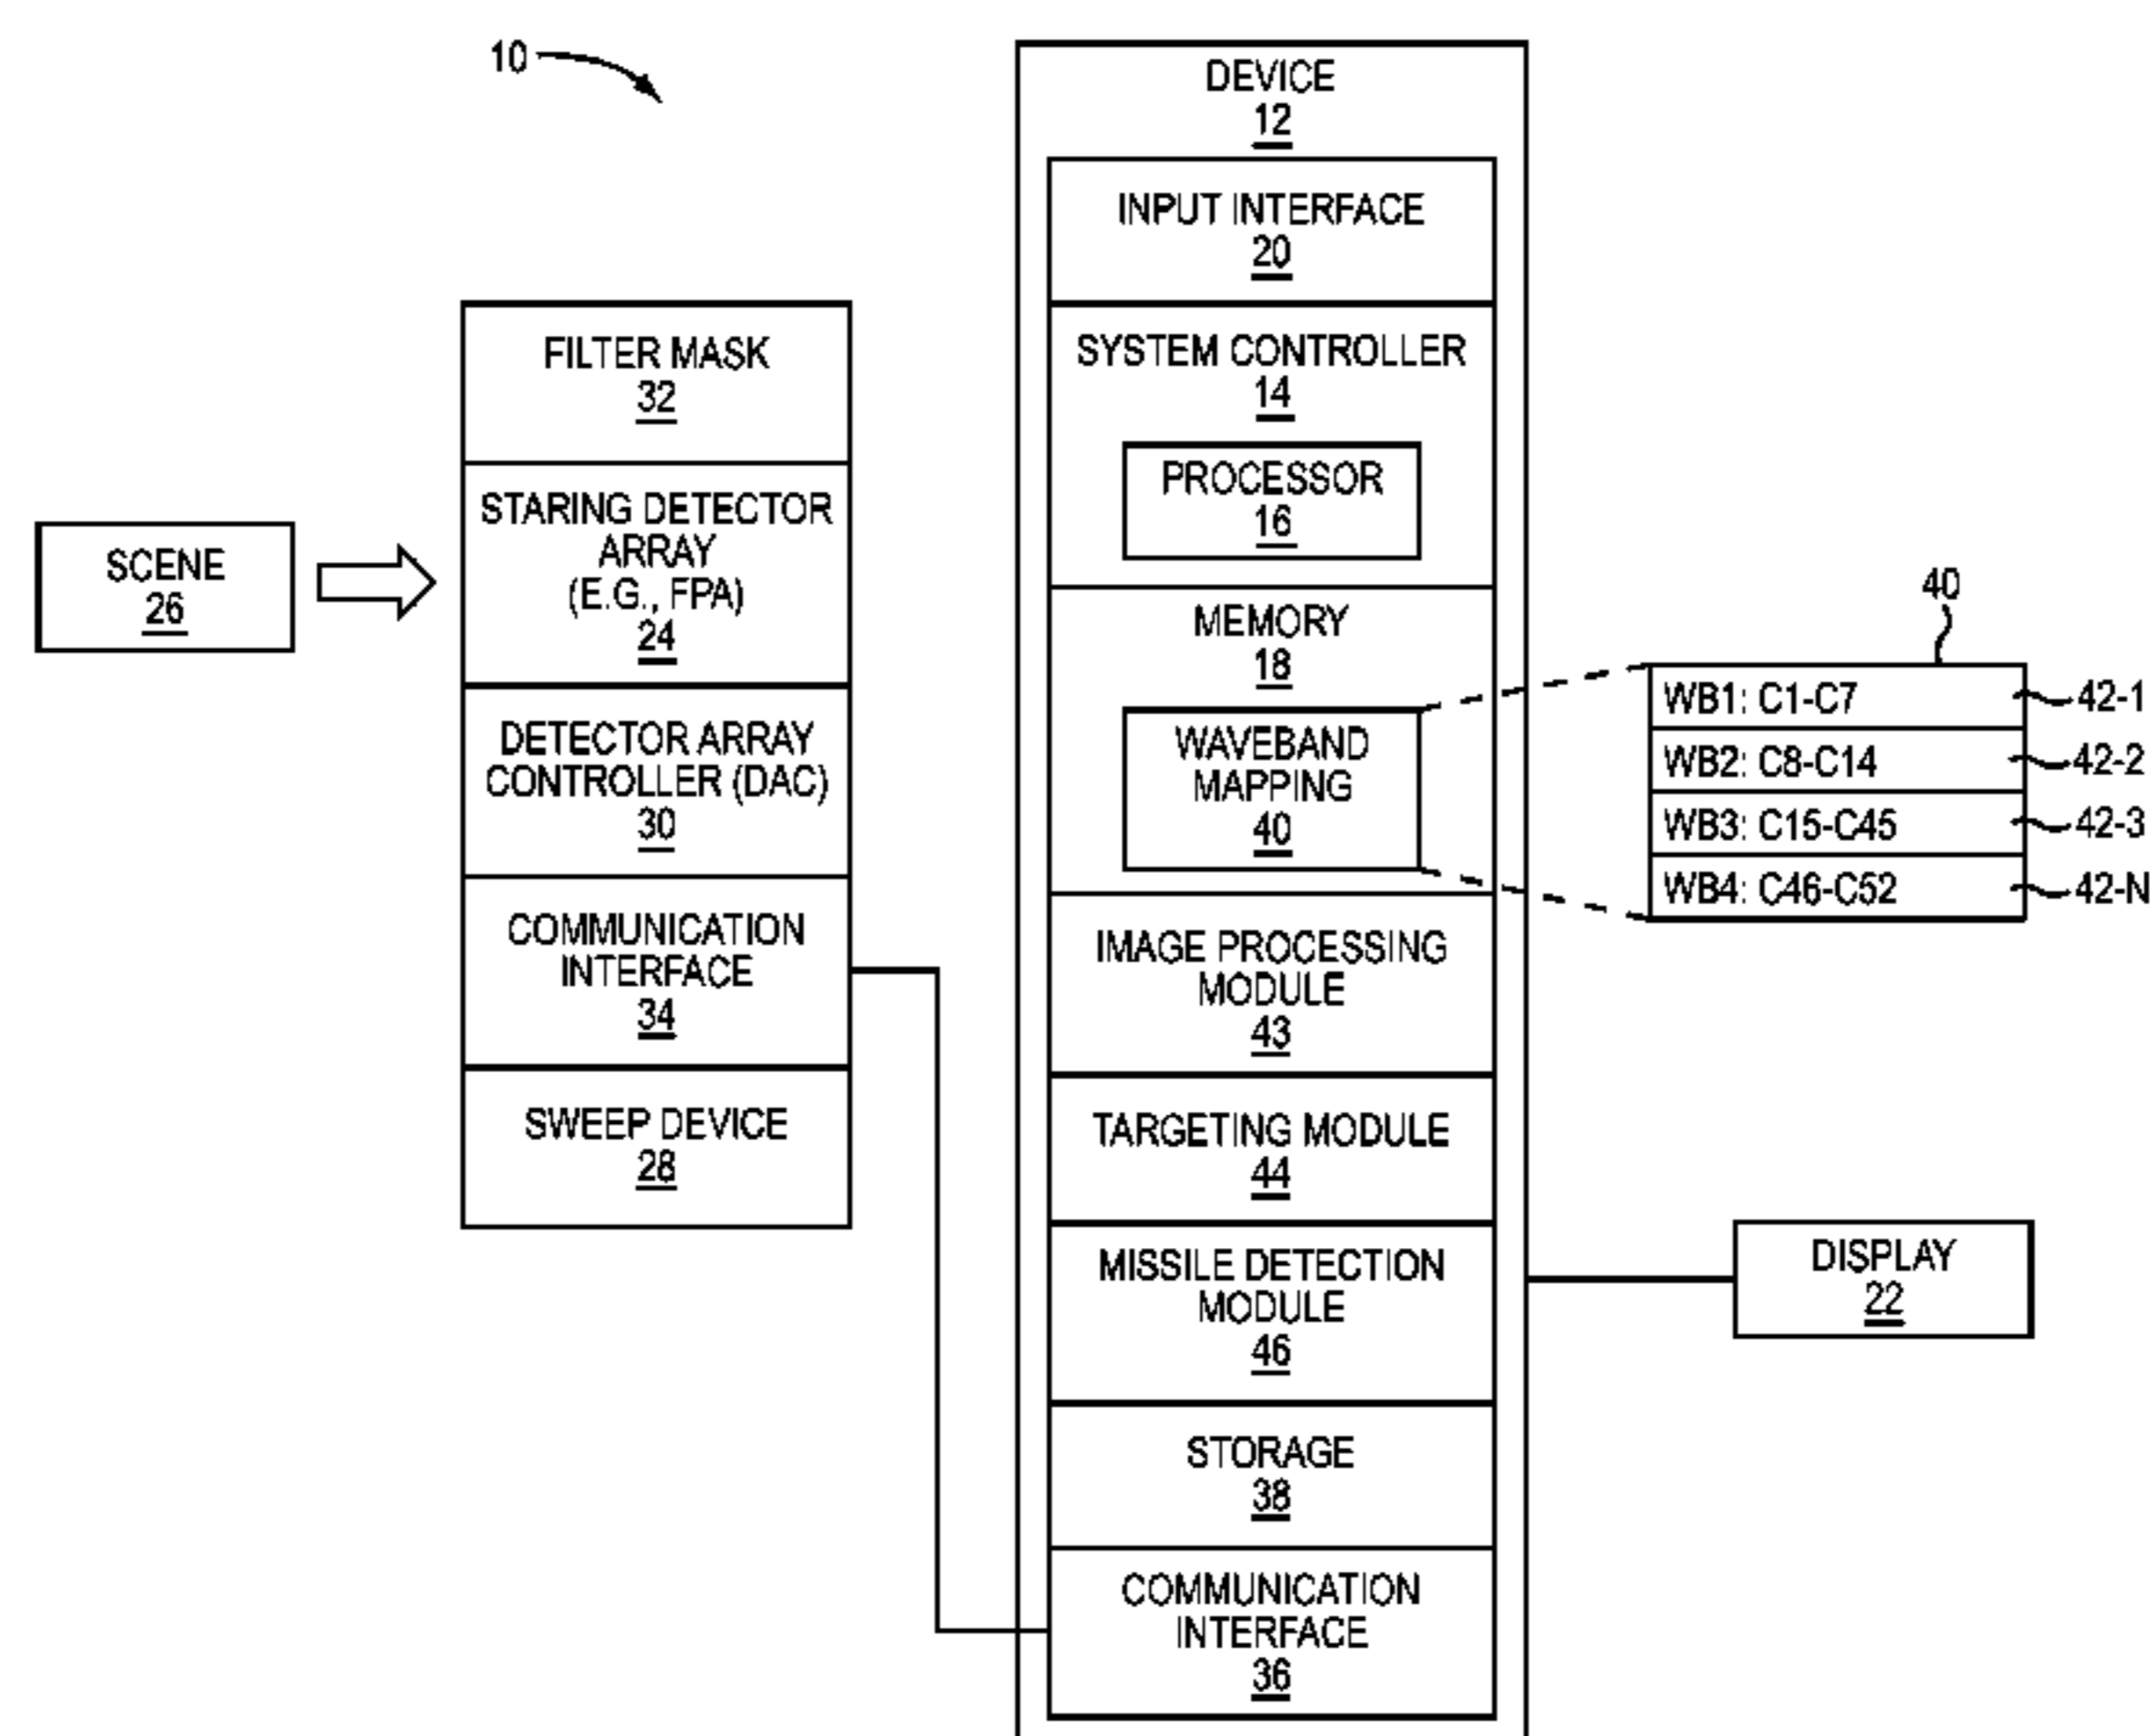 10
DEVICE
12
INPUT INTERFACE
20
SYSTEM CONTROLLER
14
PROCESSOR
16
MEMORY
18
WAVEBAND
MAPPING
40
IMAGE PROCESSING
MODULE
43
TARGETING MODULE
44
MISSILE DETECTION
MODULE
46
STORAGE
38
COMMUNICATION
INTERFACE
36
FILTER MASK
32
STARING DETECTOR
ARRAY
(E.G., FPA)
24
DETECTOR ARRAY
CONTROLLER (DAC)
30
COMMUNICATION
INTERFACE
34
SWEEP DEVICE
28
SCENE
26
40
WB1: C1-C7 42-1
WB2: C8-C14 42-2
WB3: C15-C45 42-3
WB4: C46-C52 42-N
DISPLAY
22